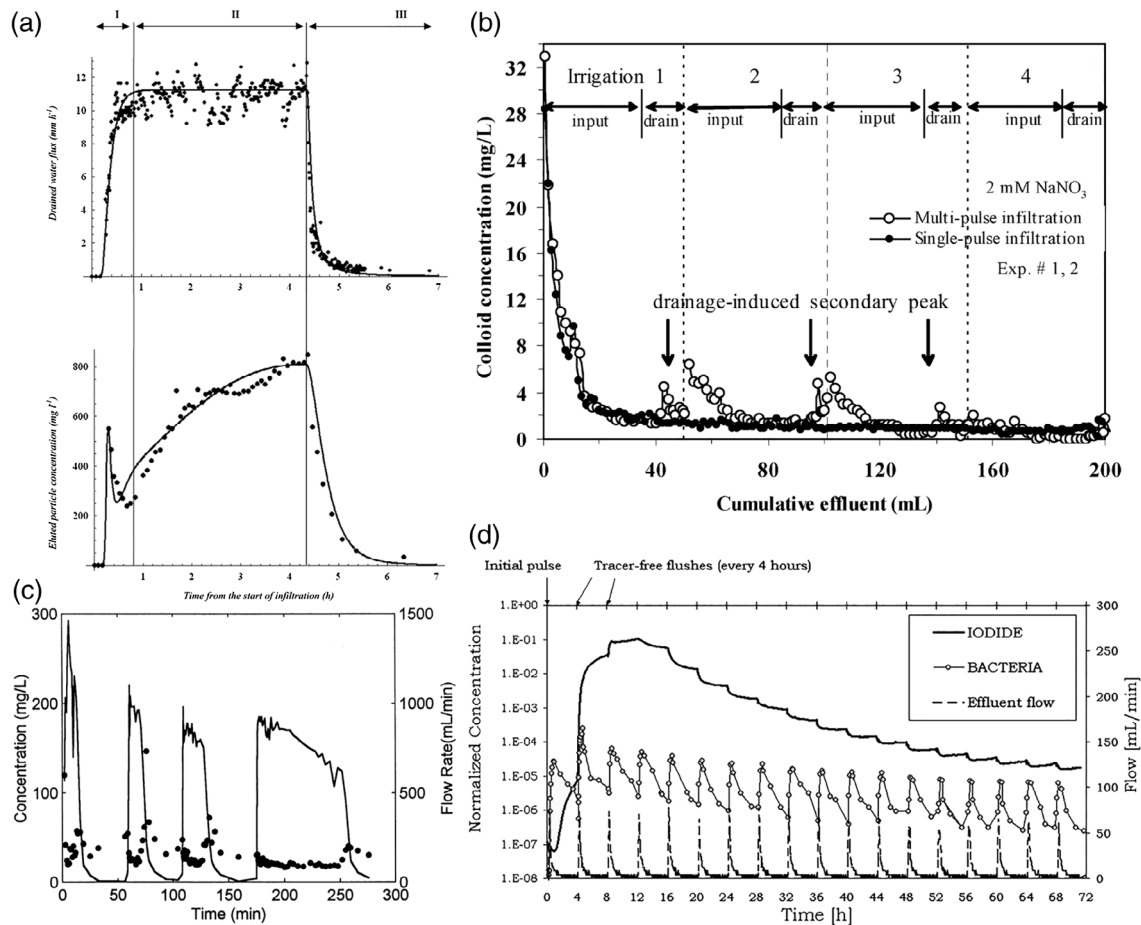 (a)
I II III
Drained water flux (mm h⁻¹)
12
10
8
6
4
2
1 2 3 4 5 6 7
Eluted particle concentration (mg l⁻¹)
800
600
400
200
1 2 3 4 5 6 7
Time from the start of infiltration (h)
(b)
Colloid concentration (mg/L)
32
28
24
20
16
12
8
4
0
Irrigation 1 2 3 4
input drain input drain input drain input drain
2 mM NaNO₃
Multi-pulse infiltration
Single-pulse infiltration
Exp. # 1, 2
drainage-induced secondary peak
0 40 80 120 160 200
Cumulative effluent (mL)
(c)
Concentration (mg/L)
300
200
100
0
1500
1000
500
0
Flow Rate(mL/min)
0 50 100 150 200 250 300
Time (min)
(d)
Initial pulse Tracer-free flushes (every 4 hours)
Normalized Concentration
1.E+00
1.E-01
1.E-02
1.E-03
1.E-04
1.E-05
1.E-06
1.E-07
1.E-08
IODIDE
BACTERIA
Effluent flow
300
250
200
150
100
50
0
Flow [mL/min]
0 4 8 12 16 20 24 28 32 36 40 44 48 52 56 60 64 68 72
Time [h]